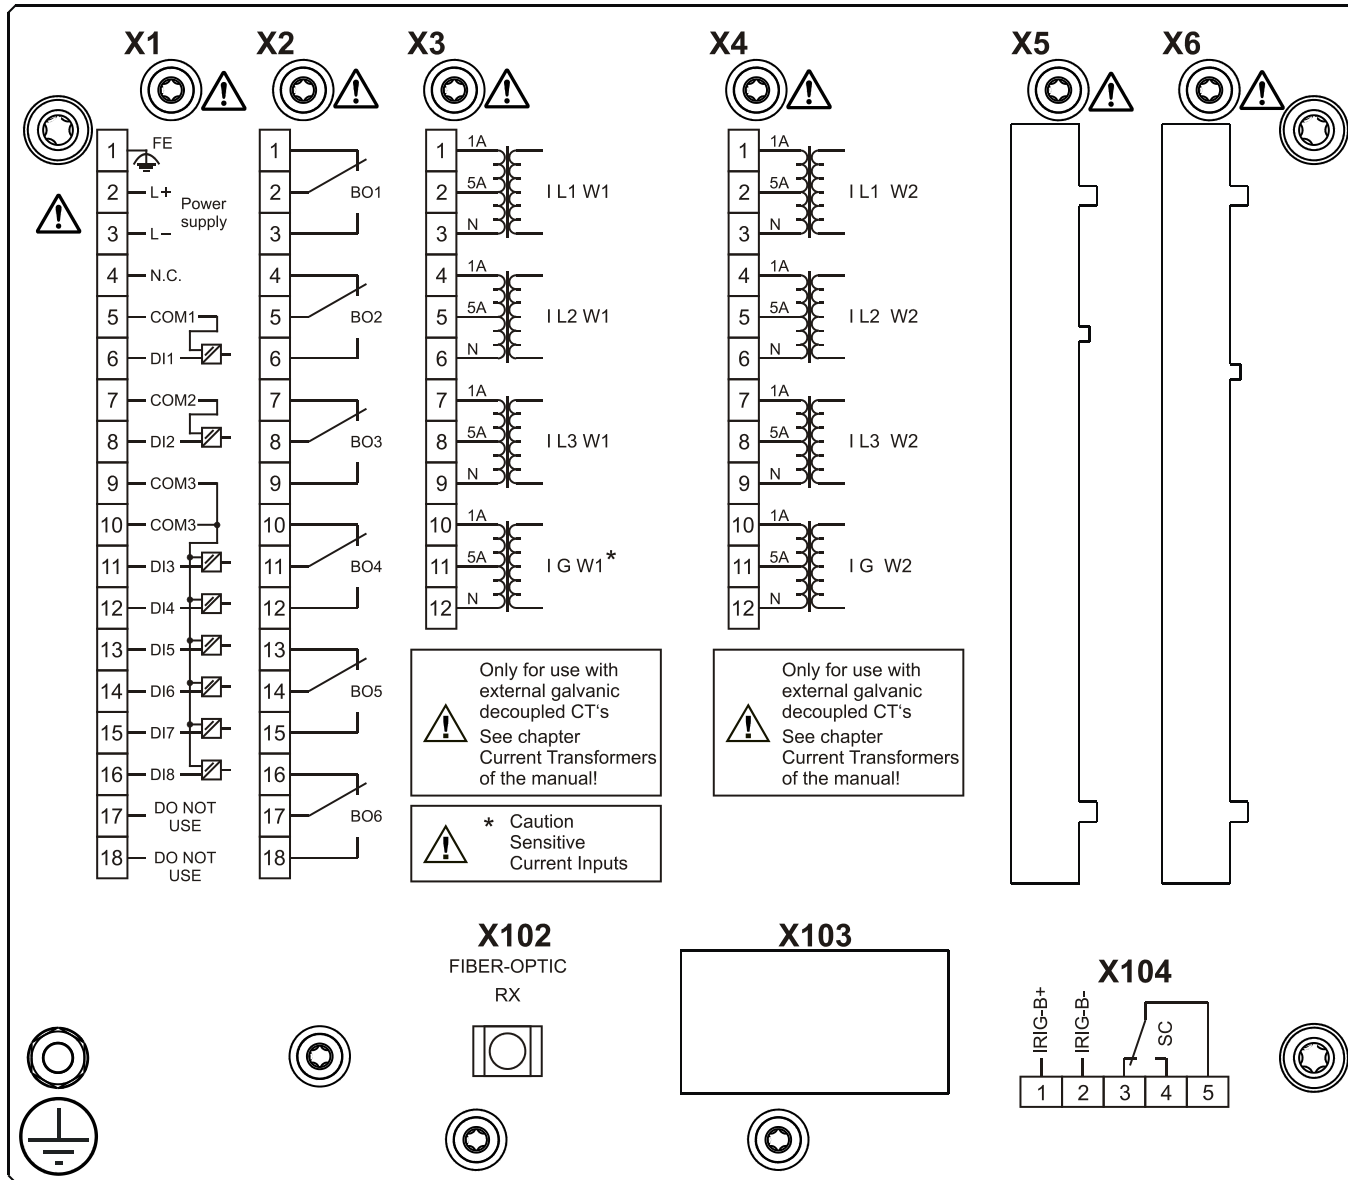 X1
X2
X3
X4
X5
X6
1 FE
2 L+
Power
supply
3 L–
4 N.C.
5 COM1
6 DI1
7 COM2
8 DI2
9 COM3
10 COM3
11 DI3
12 DI4
13 DI5
14 DI6
15 DI7
16 DI8
17 DO NOT
USE
18 DO NOT
USE
1
2 BO1
3
4
5 BO2
6
7
8 BO3
9
10
11 BO4
12
13
14 BO5
15
16
17 BO6
18
1 1A
2 5A I L1 W1
3 N
4 1A
5 5A I L2 W1
6 N
7 1A
8 5A I L3 W1
9 N
10 1A
11 5A I G W1*
12 N
! Only for use with
external galvanic
decoupled CT‘s
See chapter
Current Transformers
of the manual!
! * Caution
Sensitive
Current Inputs
1 1A
2 5A I L1 W2
3 N
4 1A
5 5A I L2 W2
6 N
7 1A
8 5A I L3 W2
9 N
10 1A
11 5A I G W2
12 N
! Only for use with
external galvanic
decoupled CT‘s
See chapter
Current Transformers
of the manual!
X102
FIBER-OPTIC
RX
X103
X104
IRIG-B+
IRIG-B-
SC
1 2 3 4 5